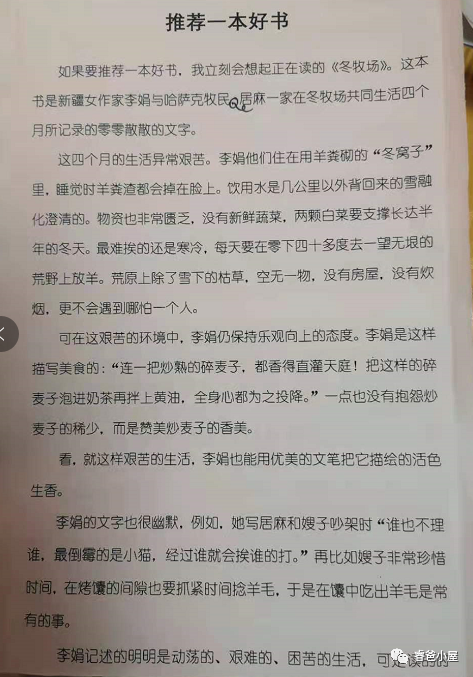 推荐一本好书
如果要推荐一本好书，我立刻会想起正在读的《冬牧场》。这本
书是新疆女作家李娟与哈萨克牧民居麻一家在冬牧场共同生活四个
月所记录的零零散散的文字。
这四个月的生活异常艰苦。李娟他们住在用羊粪砌的“冬窝子”
里，睡觉时羊粪渣都会掉在脸上。饮用水是几公里以外背回来的雪融
化澄清的。物资也非常匮乏，没有新鲜蔬菜，两颗白菜要支撑长达半
年的冬天。最难挨的还是寒冷，每天要在零下四十多度去一望无垠的
荒野上放羊。荒原上除了雪下的枯草，空无一物，没有房屋，没有炊
烟，更不会遇到哪怕一个人。
可在这艰苦的环境中，李娟仍保持乐观向上的态度。李娟是这样
描写美食的：“连一把炒熟的碎麦子，都香得直灌天庭！把这样的碎
麦子泡进奶茶再拌上黄油，全身心都为之投降。”一点也没有抱怨炒
麦子的稀少，而是赞美炒麦子的香美。
看，就这样艰苦的生活，李娟也能用优美的文笔把它描绘的活色
生香。
李娟的文字也很幽默，例如，她写居麻和嫂子吵架时“谁也不理
谁，最倒霉的是小猫，经过谁就会挨谁的打。”再比如嫂子非常珍惜
时间，在烤馕的间隙也要抓紧时间捻羊毛，于是在馕中吃出羊毛是常
有的事。
李娟记述的明明是动荡的、艰难的、困苦的生活，可是读的
睿爸小屋